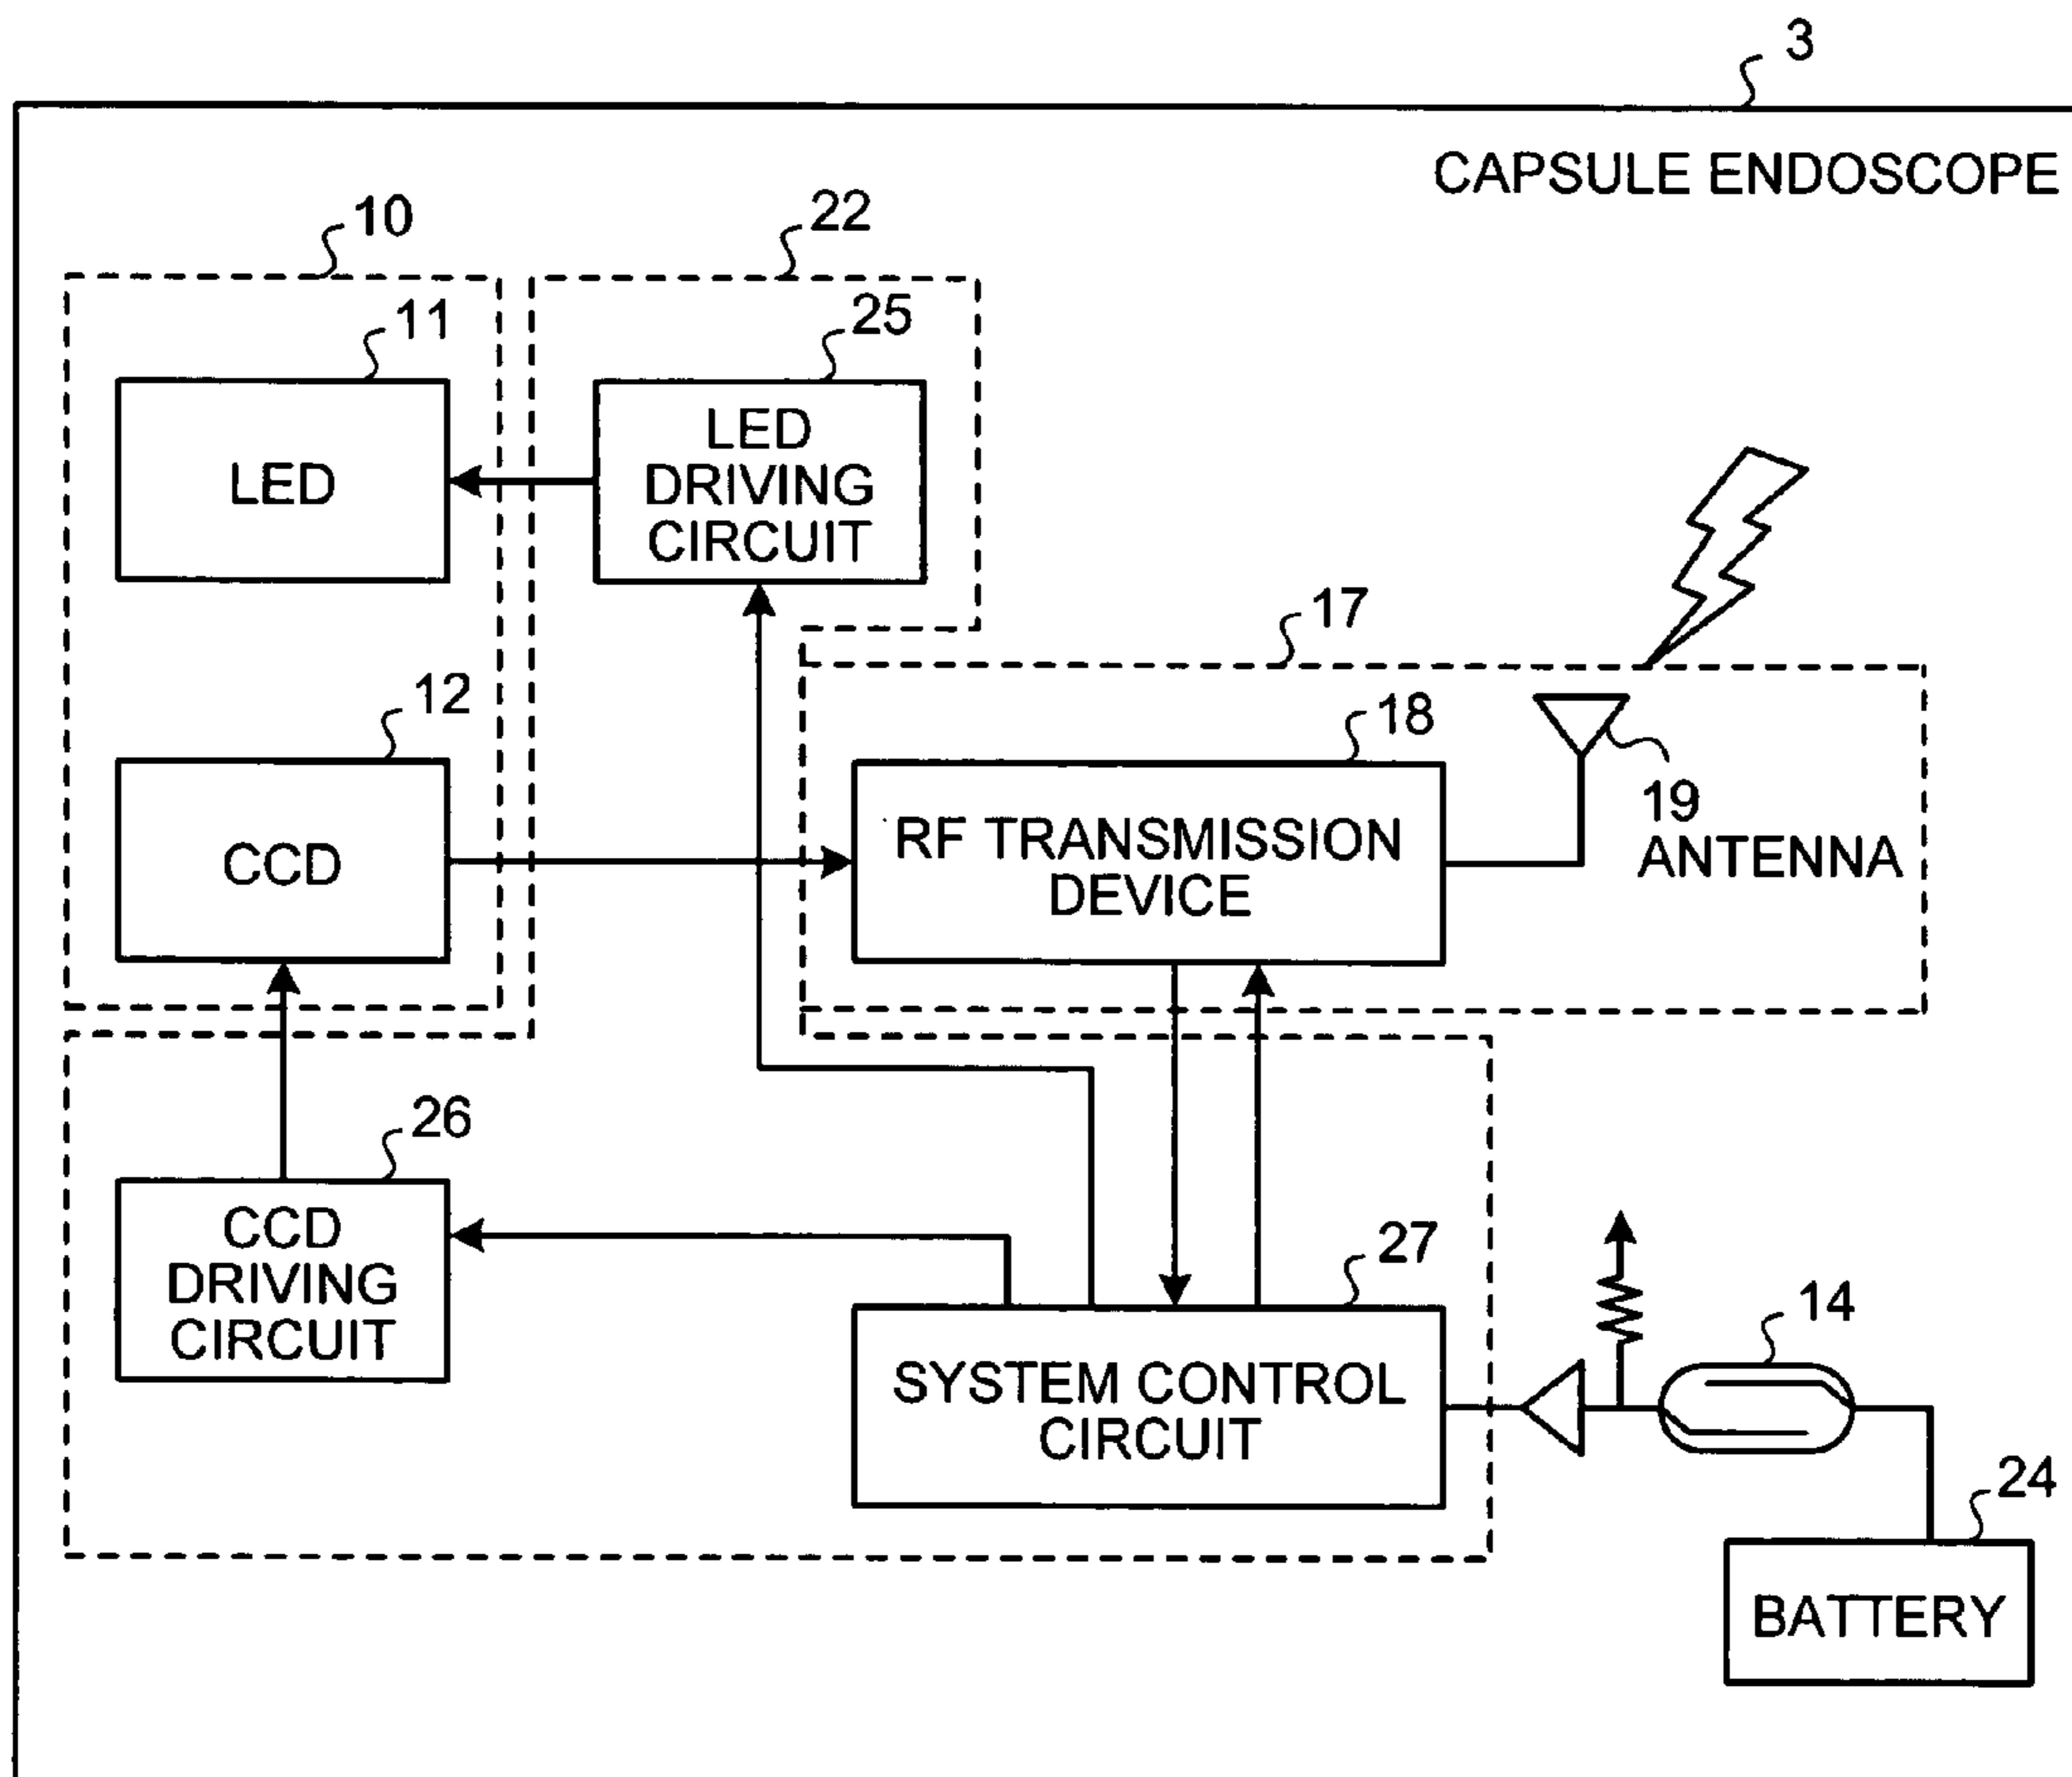 3
CAPSULE ENDOSCOPE
10
22
11
25
LED
LED
DRIVING
CIRCUIT
17
12
18
CCD
RF TRANSMISSION
DEVICE
19
ANTENNA
26
27
14
CCD
DRIVING
CIRCUIT
SYSTEM CONTROL
CIRCUIT
24
BATTERY